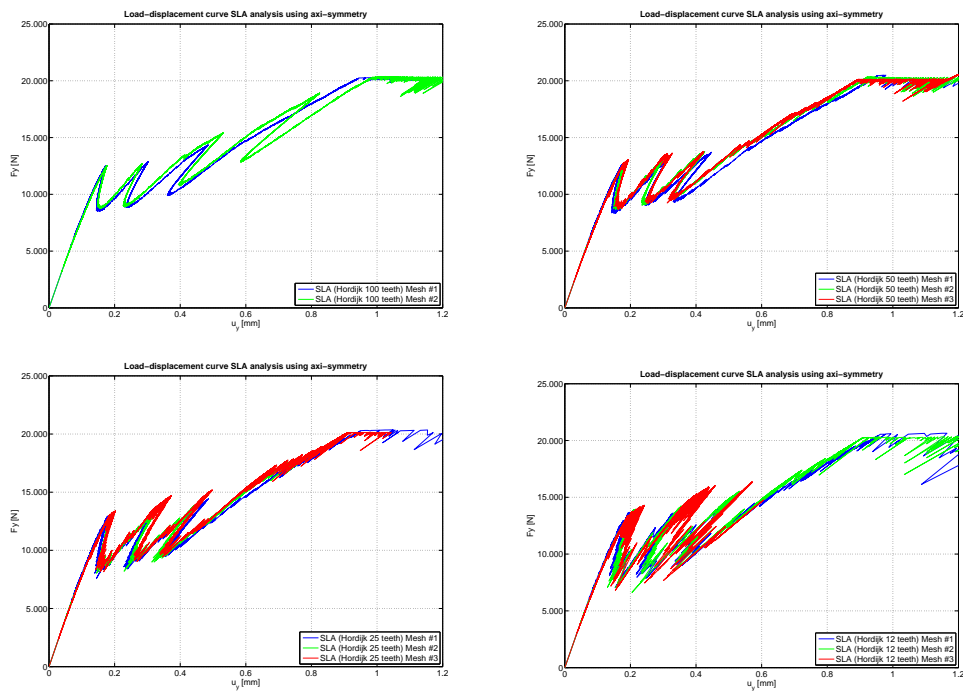 Load−displacement curve SLA analysis using axi−symmetry
25.000
20.000
15.000
10.000
5.000
0
Fy [N]
0
0.2
0.4
0.6
0.8
1
1.2
u_y [mm]
SLA (Hordijk 100 teeth) Mesh #1
SLA (Hordijk 100 teeth) Mesh #2
Load−displacement curve SLA analysis using axi−symmetry
25.000
20.000
15.000
10.000
5.000
0
Fy [N]
0
0.2
0.4
0.6
0.8
1
1.2
u_y [mm]
SLA (Hordijk 50 teeth) Mesh #1
SLA (Hordijk 50 teeth) Mesh #2
SLA (Hordijk 50 teeth) Mesh #3
Load−displacement curve SLA analysis using axi−symmetry
25.000
20.000
15.000
10.000
5.000
0
Fy [N]
0
0.2
0.4
0.6
0.8
1
1.2
u_y [mm]
SLA (Hordijk 25 teeth) Mesh #1
SLA (Hordijk 25 teeth) Mesh #2
SLA (Hordijk 25 teeth) Mesh #3
Load−displacement curve SLA analysis using axi−symmetry
25.000
20.000
15.000
10.000
5.000
0
Fy [N]
0
0.2
0.4
0.6
0.8
1
1.2
u_y [mm]
SLA (Hordijk 12 teeth) Mesh #1
SLA (Hordijk 12 teeth) Mesh #2
SLA (Hordijk 12 teeth) Mesh #3